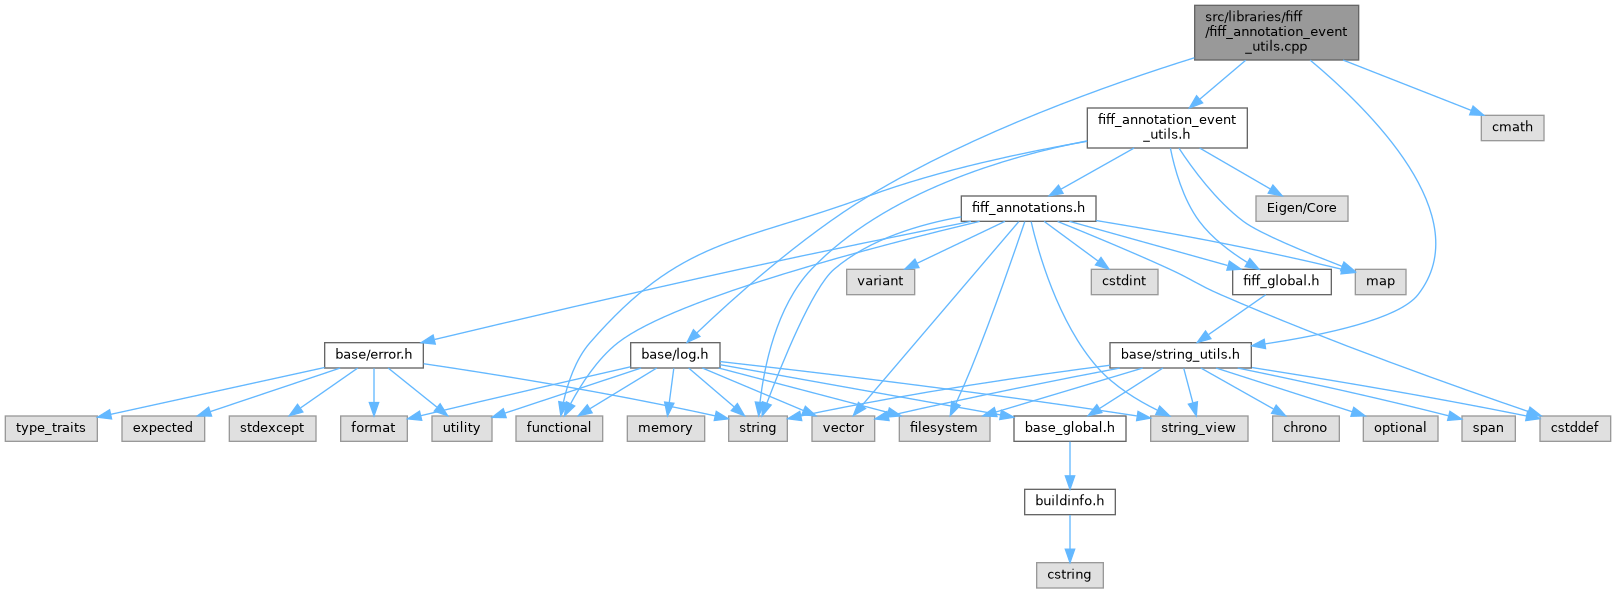 src/libraries/fiff
/fiff_annotation_event
_utils.cpp
fiff_annotation_event
_utils.h
cmath
fiff_annotations.h
Eigen/Core
variant
cstdint
fiff_global.h
map
base/error.h
base/log.h
base/string_utils.h
type_traits
expected
stdexcept
format
utility
functional
memory
string
vector
filesystem
base_global.h
string_view
chrono
optional
span
cstddef
buildinfo.h
cstring